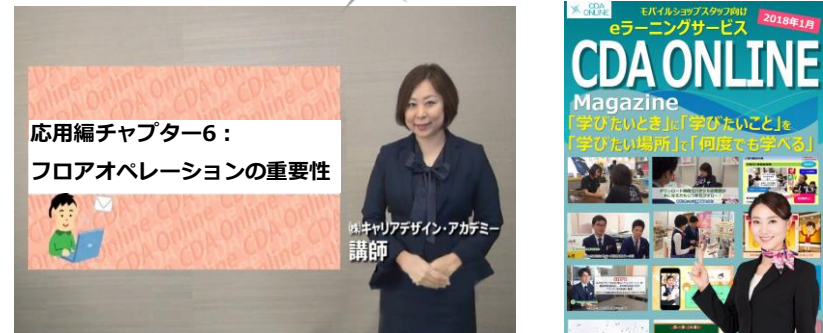 応用編チャプター6：
フロアオペレーションの重要性
㈱キャリアデザイン・アカデミー
講師
CDA
ONLINE
モバイルショップスタッフ向け
eラーニングサービス
2018年1月
CDA ONLINE
Magazine
「学びたいとき」に「学びたいこと」を
「学びたい場所」で「何度でも学べる」